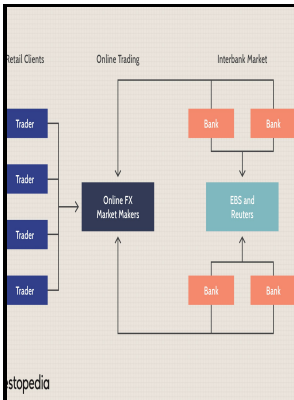 Retail Clients
Online Trading
Interbank Market
Trader
Trader
Trader
Trader
Online FX
Market Makers
Bank
Bank
EBS and
Reuters
Bank
Bank
estopedia